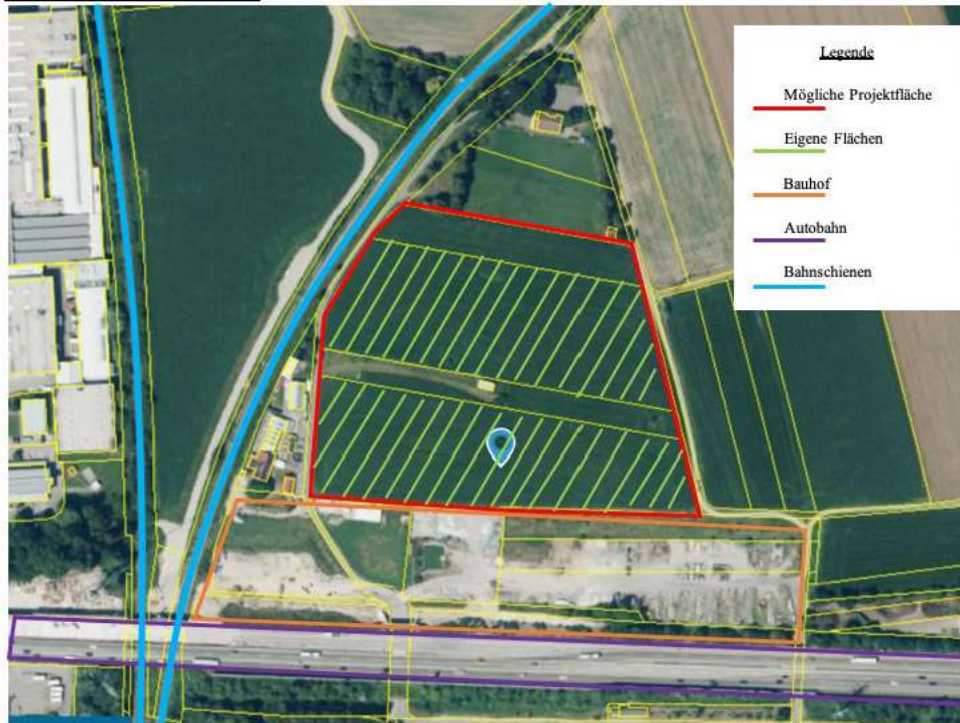 Legende
Mögliche Projektfläche
Eigene Flächen
Bauhof
Autobahn
Bahnschienen